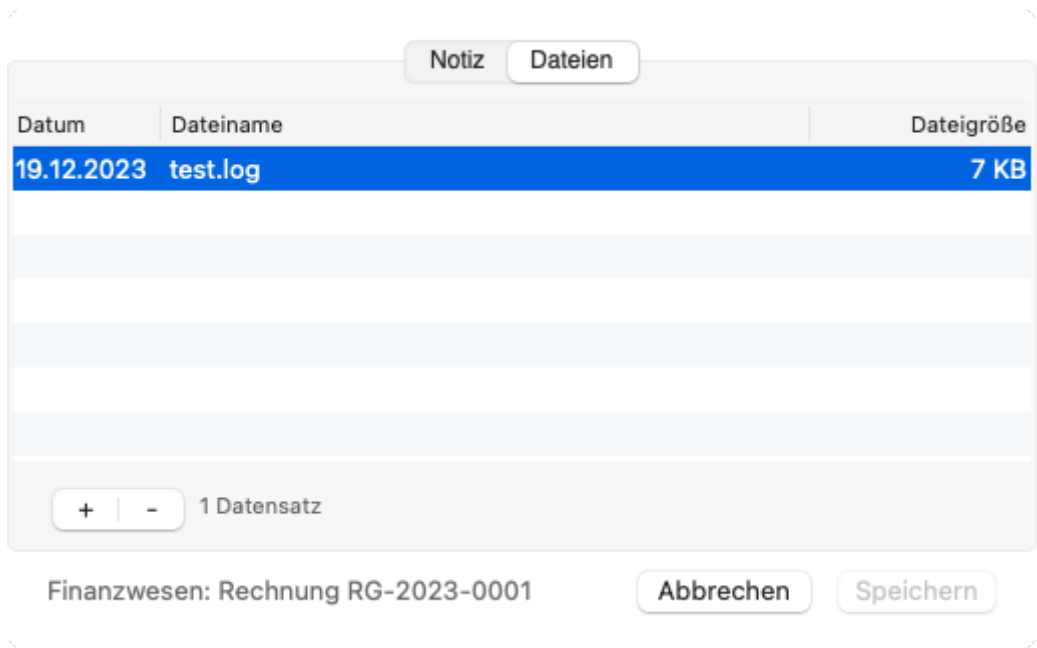 Notiz Dateien
Datum Dateiname Dateigröße
19.12.2023 test.log 7 KB
+ - 1 Datensatz
Finanzwesen: Rechnung RG-2023-0001 Abbrechen Speichern